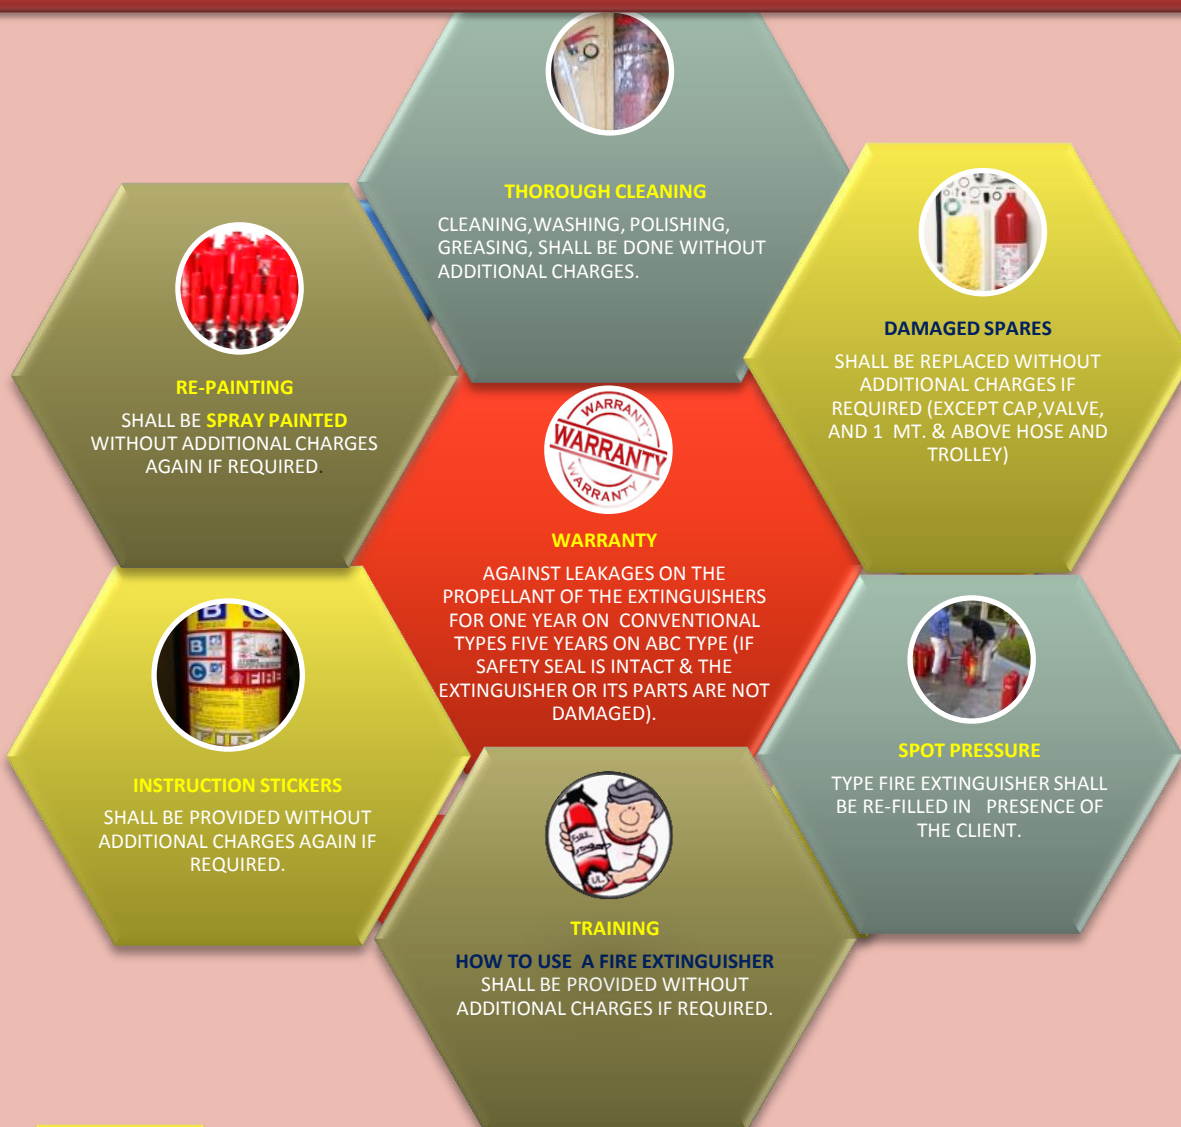 THOROUGH CLEANING
CLEANING,WASHING, POLISHING,
GREASING, SHALL BE DONE WITHOUT
ADDITIONAL CHARGES.
DAMAGED SPARES
SHALL BE REPLACED WITHOUT
ADDITIONAL CHARGES IF
REQUIRED (EXCEPT CAP,VALVE,
AND 1 MT. & ABOVE HOSE AND
TROLLEY)
RE-PAINTING
SHALL BE SPRAY PAINTED
WITHOUT ADDITIONAL CHARGES
AGAIN IF REQUIRED.
WARRANTY
WARRANTY
WARRANTY
WARRANTY
AGAINST LEAKAGES ON THE
PROPELLANT OF THE EXTINGUISHERS
FOR ONE YEAR ON CONVENTIONAL
TYPES FIVE YEARS ON ABC TYPE (IF
SAFETY SEAL IS INTACT & THE
EXTINGUISHER OR ITS PARTS ARE NOT
DAMAGED).
B C
B
C
FIRE
FIRE
INSTRUCTION STICKERS
SHALL BE PROVIDED WITHOUT
ADDITIONAL CHARGES AGAIN IF
REQUIRED.
SPOT PRESSURE
TYPE FIRE EXTINGUISHER SHALL
BE RE-FILLED IN PRESENCE OF
THE CLIENT.
FIRE
UL
TRAINING
HOW TO USE A FIRE EXTINGUISHER
SHALL BE PROVIDED WITHOUT
ADDITIONAL CHARGES IF REQUIRED.